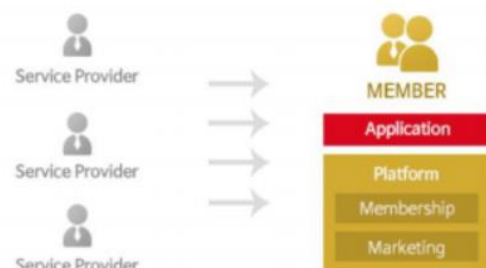 Service Provider
MEMBER
Application
Service Provider
Platform
Membership
Marketing
Service Provider